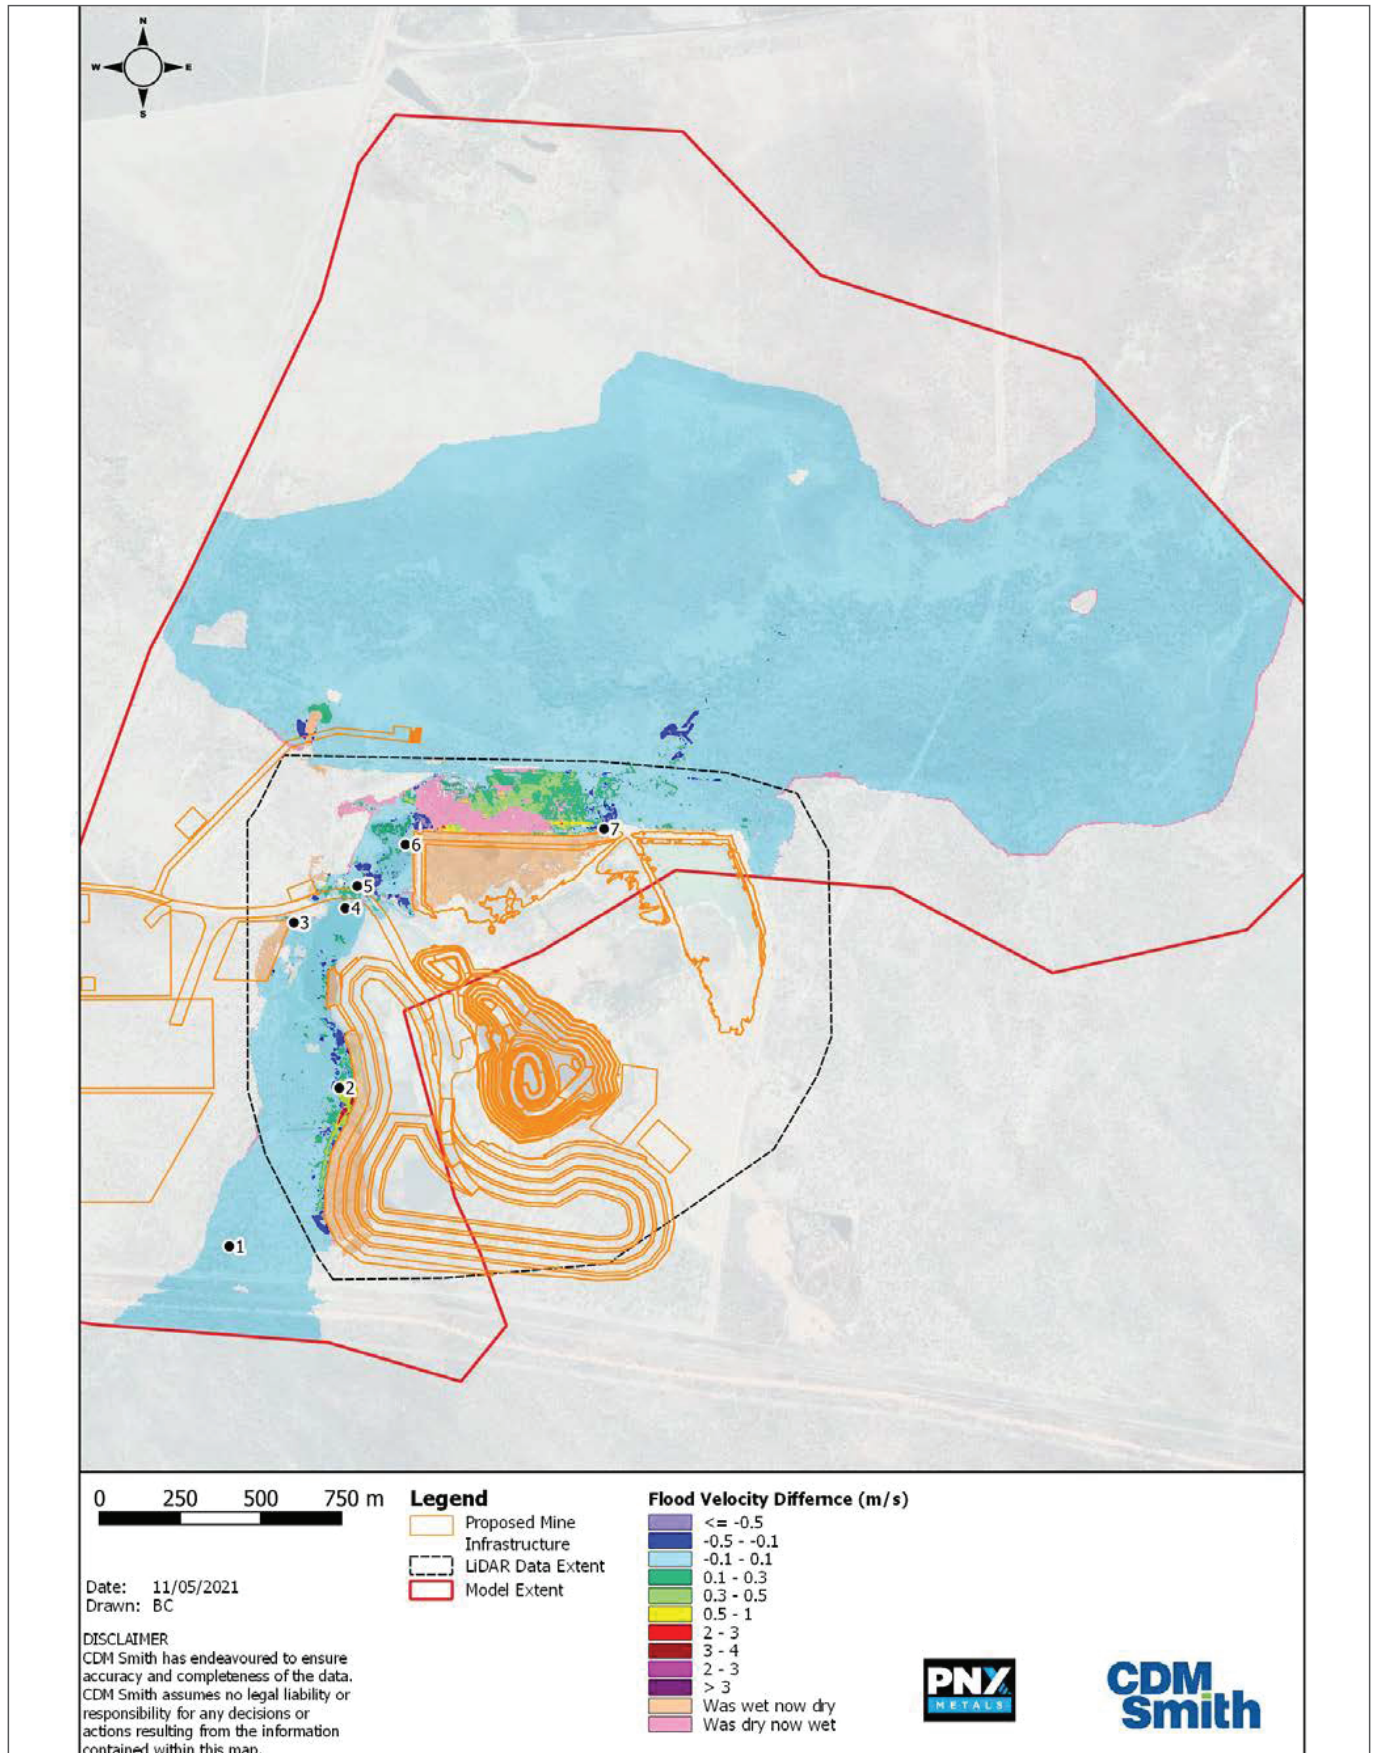 N
W E
S
7
6
5
4
3
2
1
0 250 500 750 m
Date: 11/05/2021
Drawn: BC
DISCLAIMER
CDM Smith has endeavoured to ensure
accuracy and completeness of the data.
CDM Smith assumes no legal liability or
responsibility for any decisions or
actions resulting from the information
contained within this map.
Legend
Proposed Mine
Infrastructure
LiDAR Data Extent
Model Extent
Flood Velocity Differnce (m/s)
<= -0.5
-0.5 - -0.1
-0.1 - 0.1
0.1 - 0.3
0.3 - 0.5
0.5 - 1
2 - 3
3 - 4
2 - 3
> 3
Was wet now dry
Was dry now wet
PNX
METALS
CDM
Smith